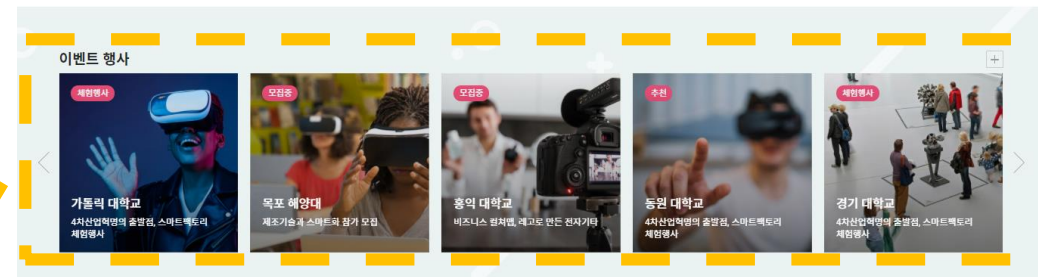 이벤트 행사
체험행사
가톨릭 대학교
4차산업혁명의 출발점, 스마트팩토리
체험행사
모집중
목포 해양대
제조기술과 스마트화 참가 모집
모집중
홍익 대학교
비즈니스 컬쳐랩, 레고로 만든 전자기타
추천
동원 대학교
4차산업혁명의 출발점, 스마트팩토리
체험행사
체험행사
경기 대학교
4차산업혁명의 출발점, 스마트팩토리
체험행사